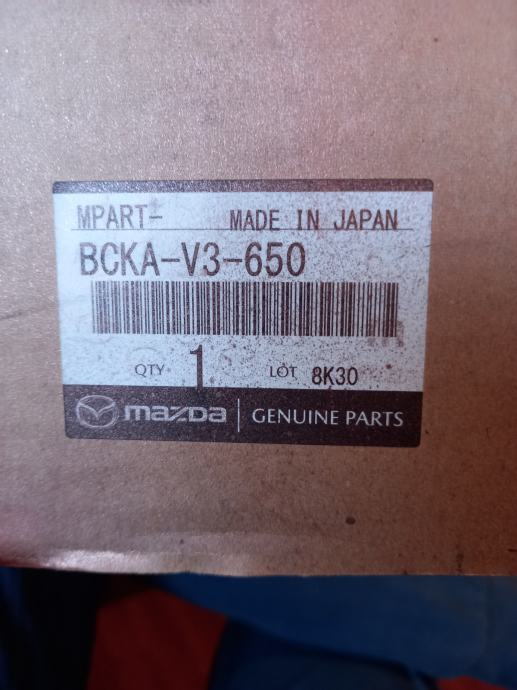 MPART- MADE IN JAPAN
BCKA-V3-650
QTY 1 LOT 8K30
mazda GENUINE PARTS